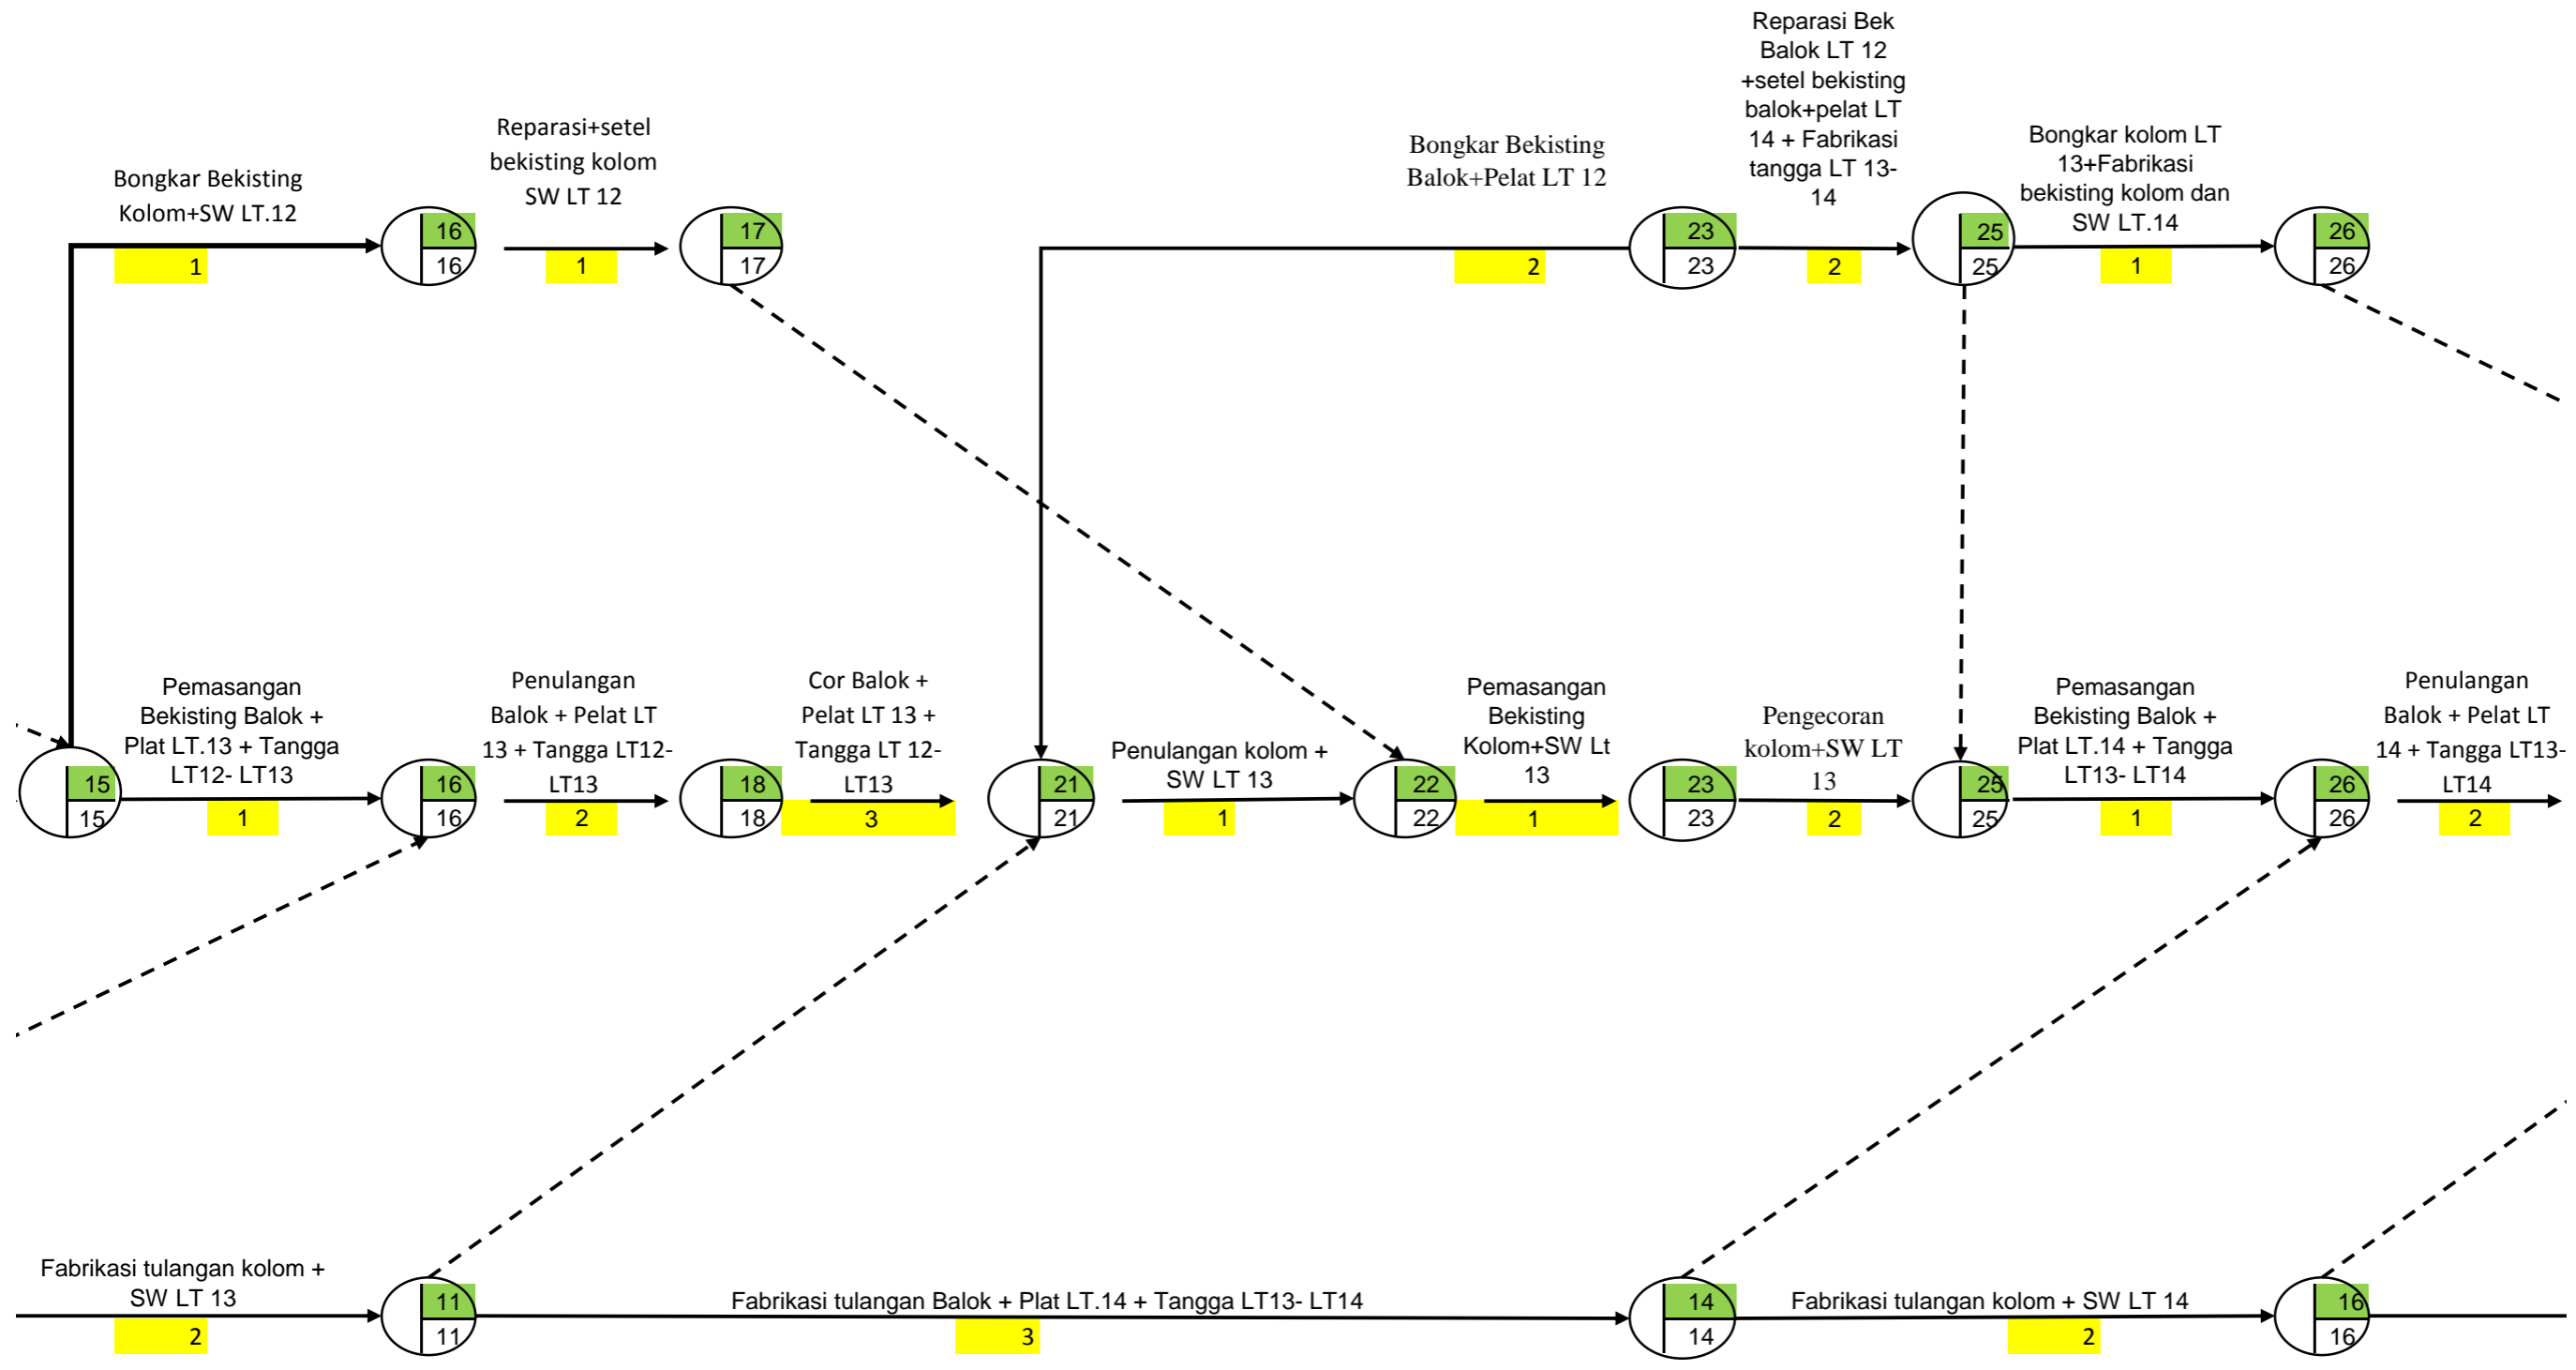 Reparasi Bek
Balok LT 12
+setel bekisting
balok+pelat LT
14 + Fabrikasi
tangga LT 13-
14
Bongkar Bekisting
Kolom+SW LT.12
Reparasi+setel
bekisting kolom
SW LT 12
Bongkar Bekisting
Balok+Pelat LT 12
Bongkar kolom LT
13+Fabrikasi
bekisting kolom dan
SW LT.14
16
16
17
17
23
23
25
25
26
26
1
1
2
2
1
Pemasangan
Bekisting Balok +
Plat LT.13 + Tangga
LT12- LT13
Penulangan
Balok + Pelat LT
13 + Tangga LT12-
LT13
Cor Balok +
Pelat LT 13 +
Tangga LT 12-
LT13
Penulangan kolom +
SW LT 13
Pemasangan
Bekisting
Kolom+SW Lt
13
Pengecoran
kolom+SW LT
13
Pemasangan
Bekisting Balok +
Plat LT.14 + Tangga
LT13- LT14
Penulangan
Balok + Pelat LT
14 + Tangga LT13-
LT14
15
15
16
16
18
18
21
21
22
22
23
23
25
25
26
26
1
2
3
1
1
2
1
2
Fabrikasi tulangan kolom +
SW LT 13
Fabrikasi tulangan Balok + Plat LT.14 + Tangga LT13- LT14
Fabrikasi tulangan kolom + SW LT 14
11
11
14
14
16
16
2
3
2